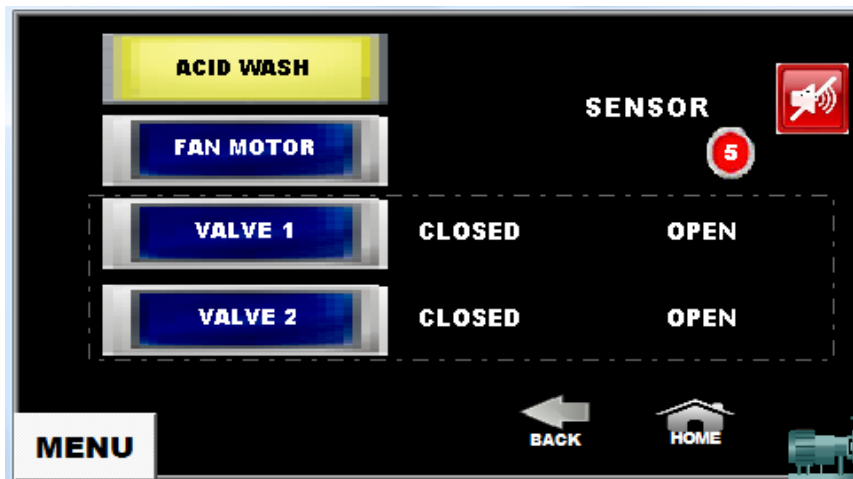 ACID WASH
SENSOR
FAN MOTOR
5
VALVE 1 CLOSED OPEN
VALVE 2 CLOSED OPEN
BACK HOME
MENU